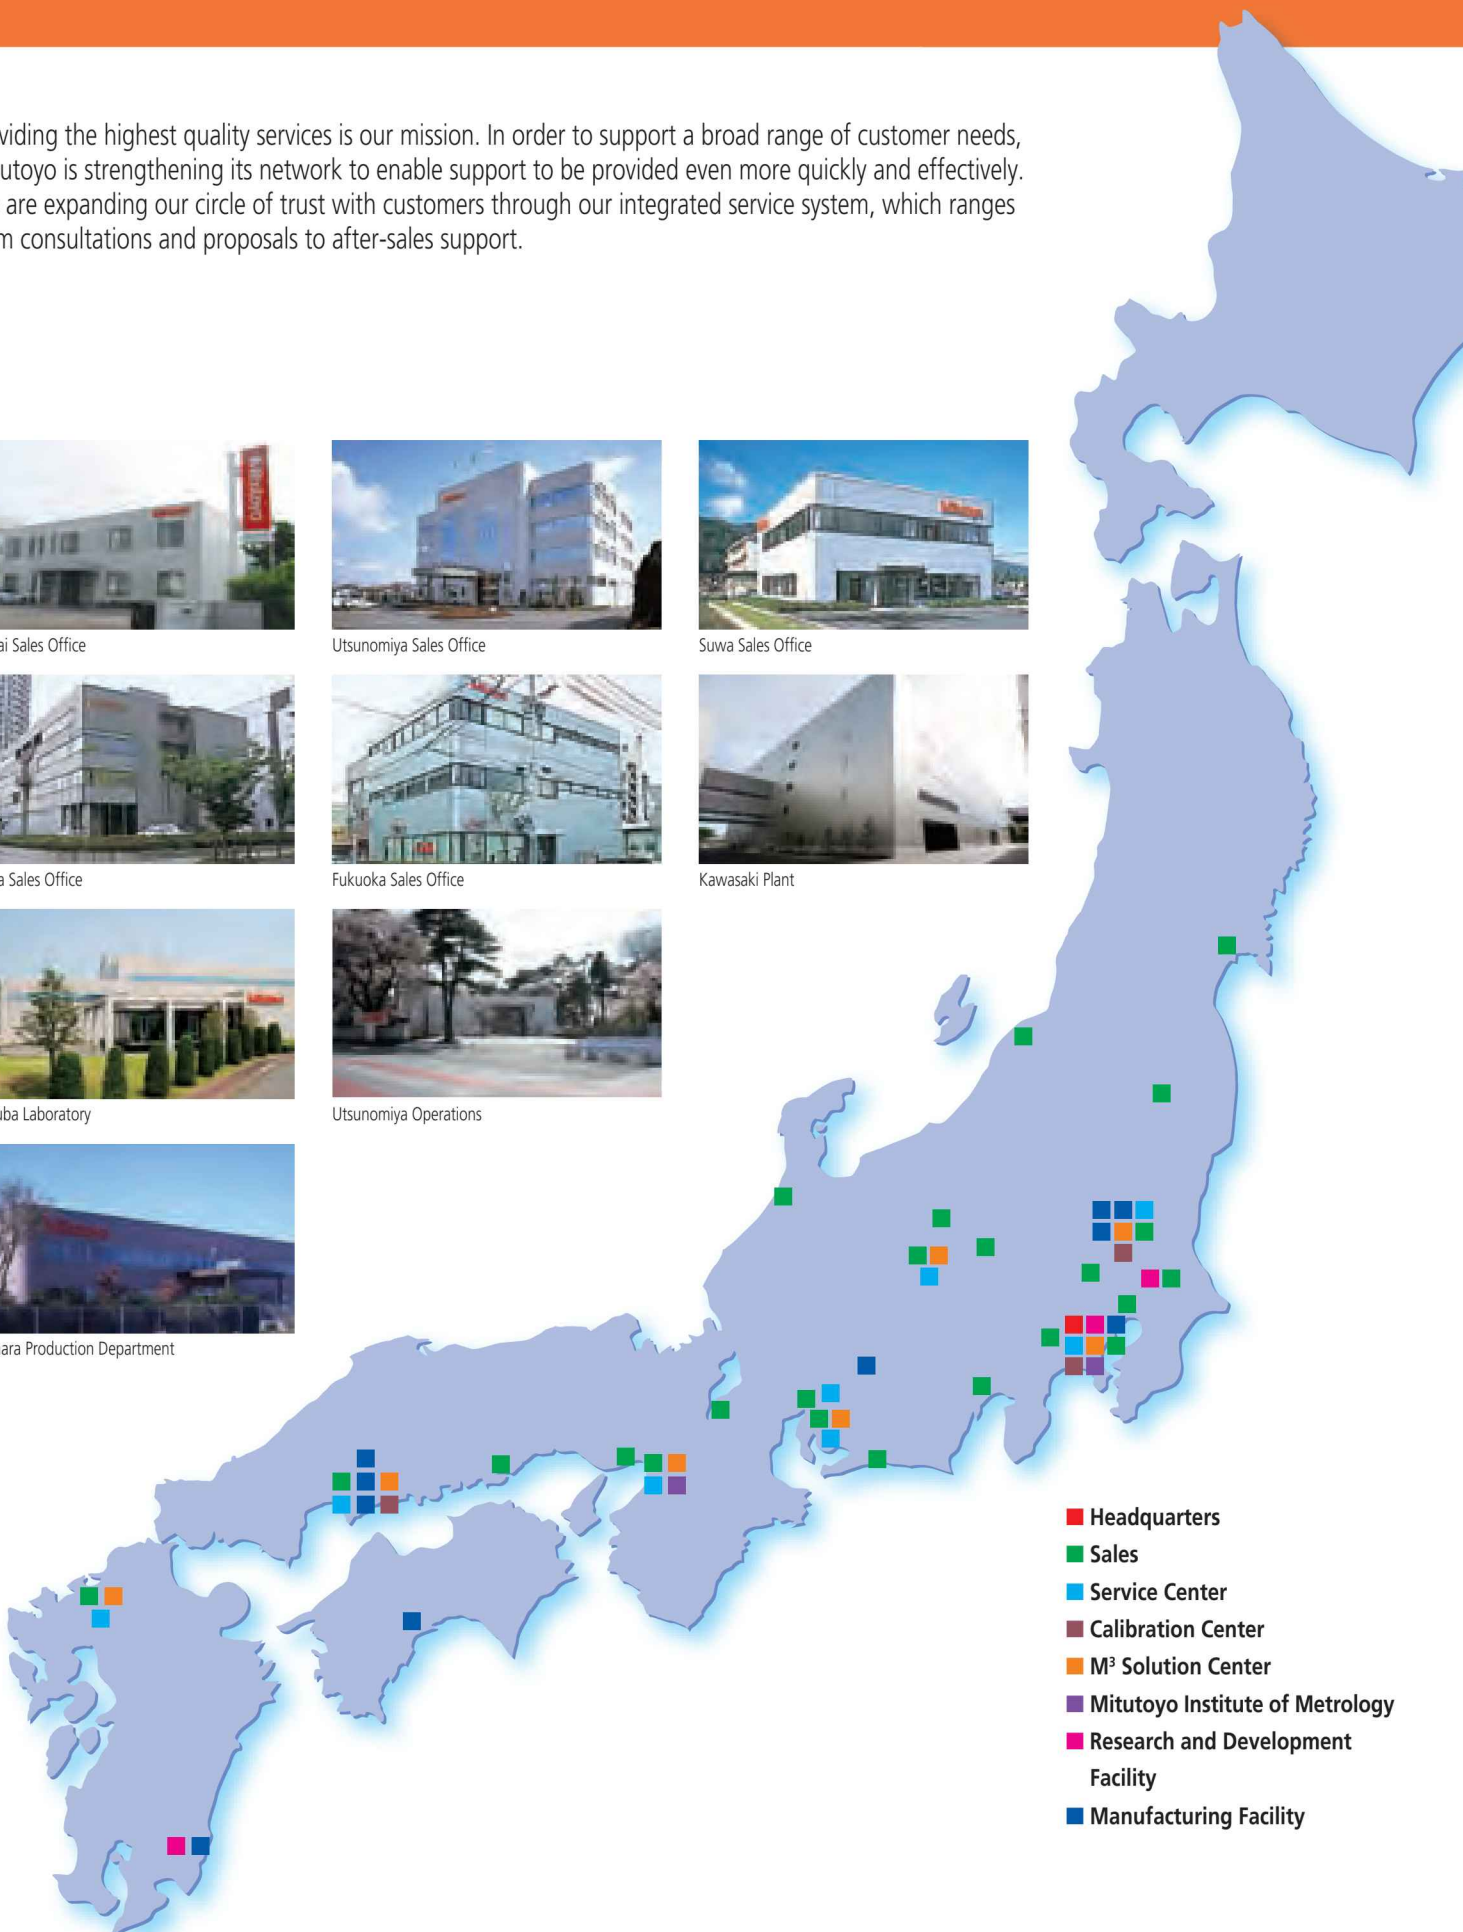 viding the highest quality services is our mission. In order to support a broad range of customer needs,
utoyo is strengthening its network to enable support to be provided even more quickly and effectively.
are expanding our circle of trust with customers through our integrated service system, which ranges
m consultations and proposals to after-sales support.
ai Sales Office
Utsunomiya Sales Office
Suwa Sales Office
a Sales Office
Fukuoka Sales Office
Kawasaki Plant
uba Laboratory
Utsunomiya Operations
ara Production Department
Headquarters
Sales
Service Center
Calibration Center
M³ Solution Center
Mitutoyo Institute of Metrology
Research and Development
Facility
Manufacturing Facility